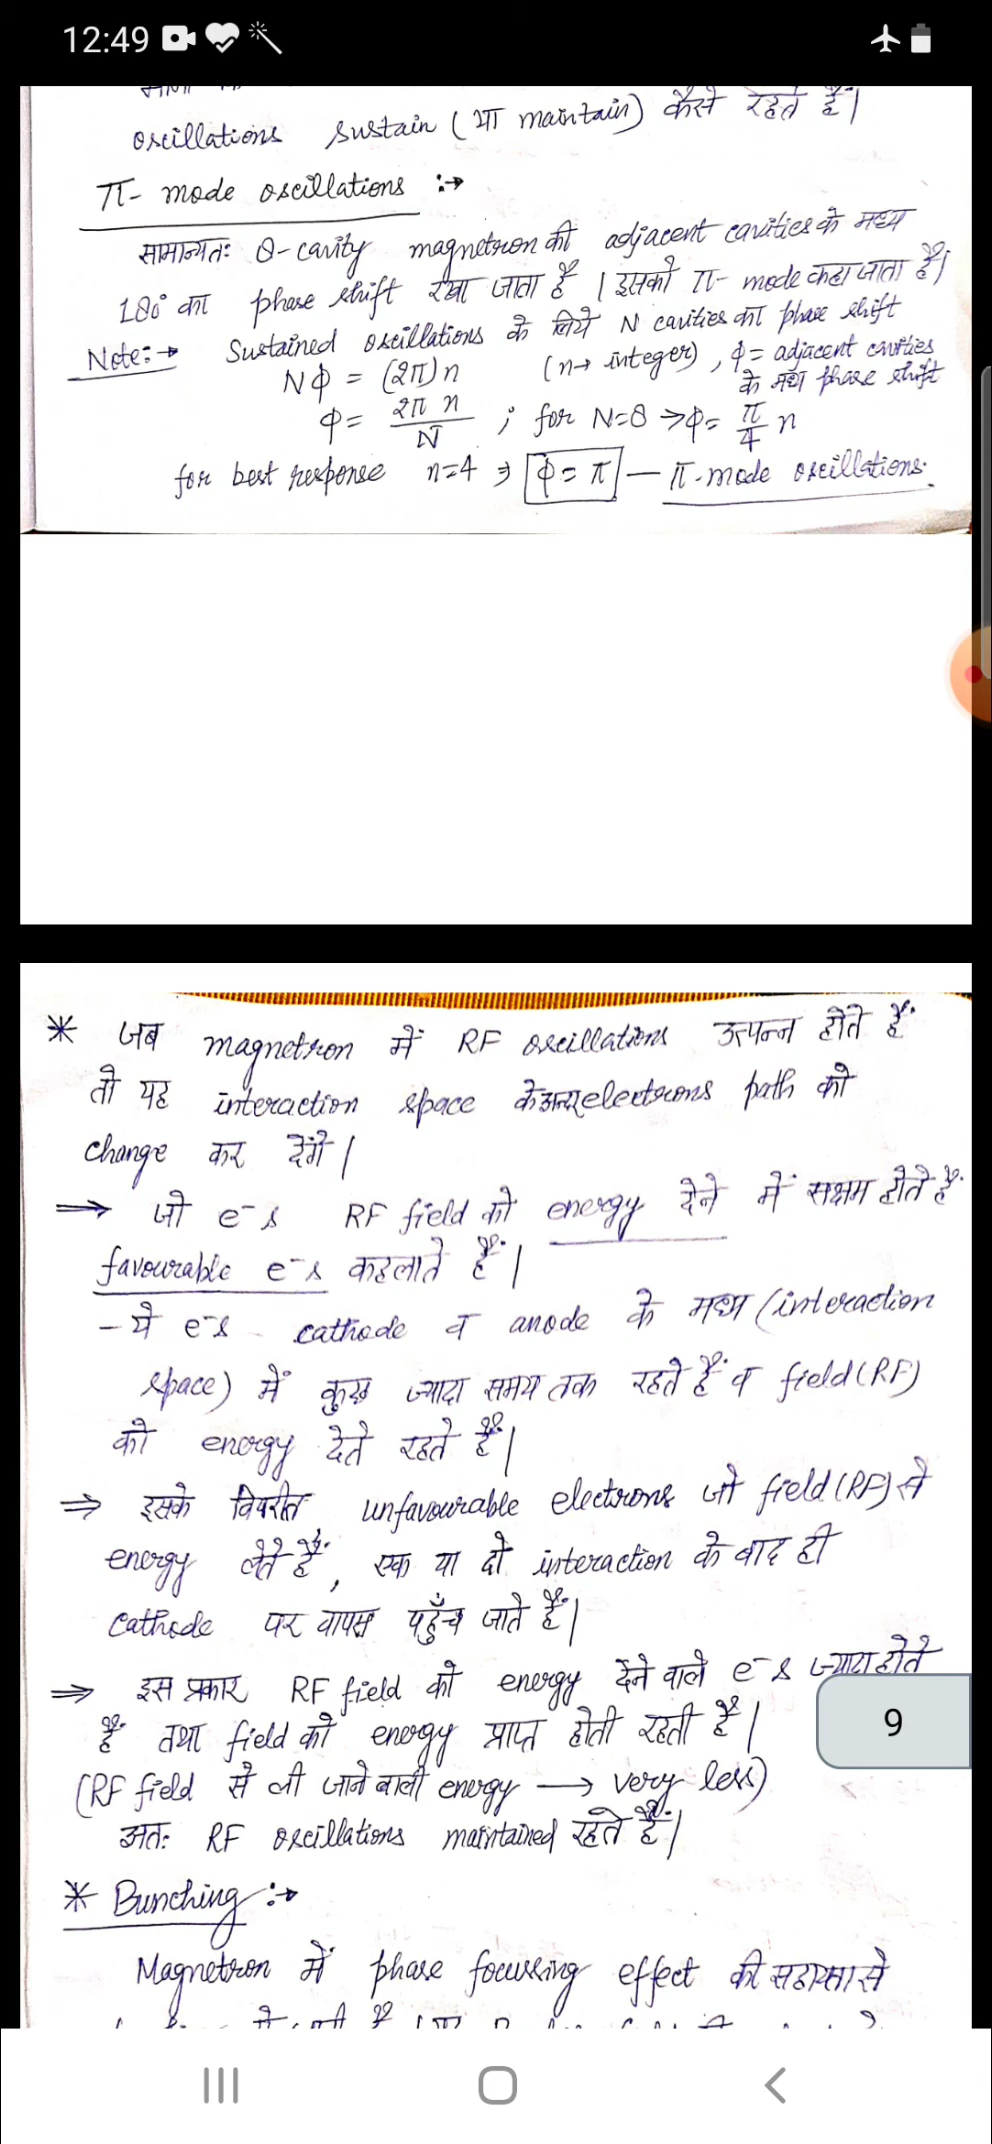 12:49
oscillations sustain (या maintain) कैसे रहते हैं।
π- mode oscillations :→
सामान्यतः 8-cavity magnetron की adjacent cavities के मध्य
180° का phase shift रखा जाता है । इसको π- mode कहा जाता है।
Note:→ Sustained oscillations के लिये N cavities का phase shift
Nϕ = (2π)n (n→ integer), ϕ= adjacent cavities
के मध्य phase shift
ϕ = 2πn/N ; for N=8 → ϕ= π/4 n
for best response n=4 ⇒ ϕ = π — π-mode oscillations.
* जब magnetron में RF oscillations उत्पन्न होते हैं
तो यह interaction space के अन्य electrons path को
change कर देंगे।
⇒ जो e⁻s RF field को energy देने में सक्षम होते हैं
favourable e⁻s कहलाते हैं।
- ये e⁻s cathode व anode के मध्य (interaction
space) में कुछ ज्यादा समय तक रहते हैं व field (RF)
को energy देते रहते हैं।
⇒ इसके विपरीत unfavourable electrons जो field (RF) से
energy लेते हैं, एक या दो interaction के बाद ही
cathode पर वापस पहुँच जाते हैं।
⇒ इस प्रकार RF field को energy देने वाले e⁻s ज्यादा होते
हैं तथा field को energy प्राप्त होती रहती है।
9
(RF field से ली जाने वाली energy → very less)
अतः RF oscillations maintained रहते हैं।
* Bunching :→
Magnetron में phase focussing effect की सहायता से